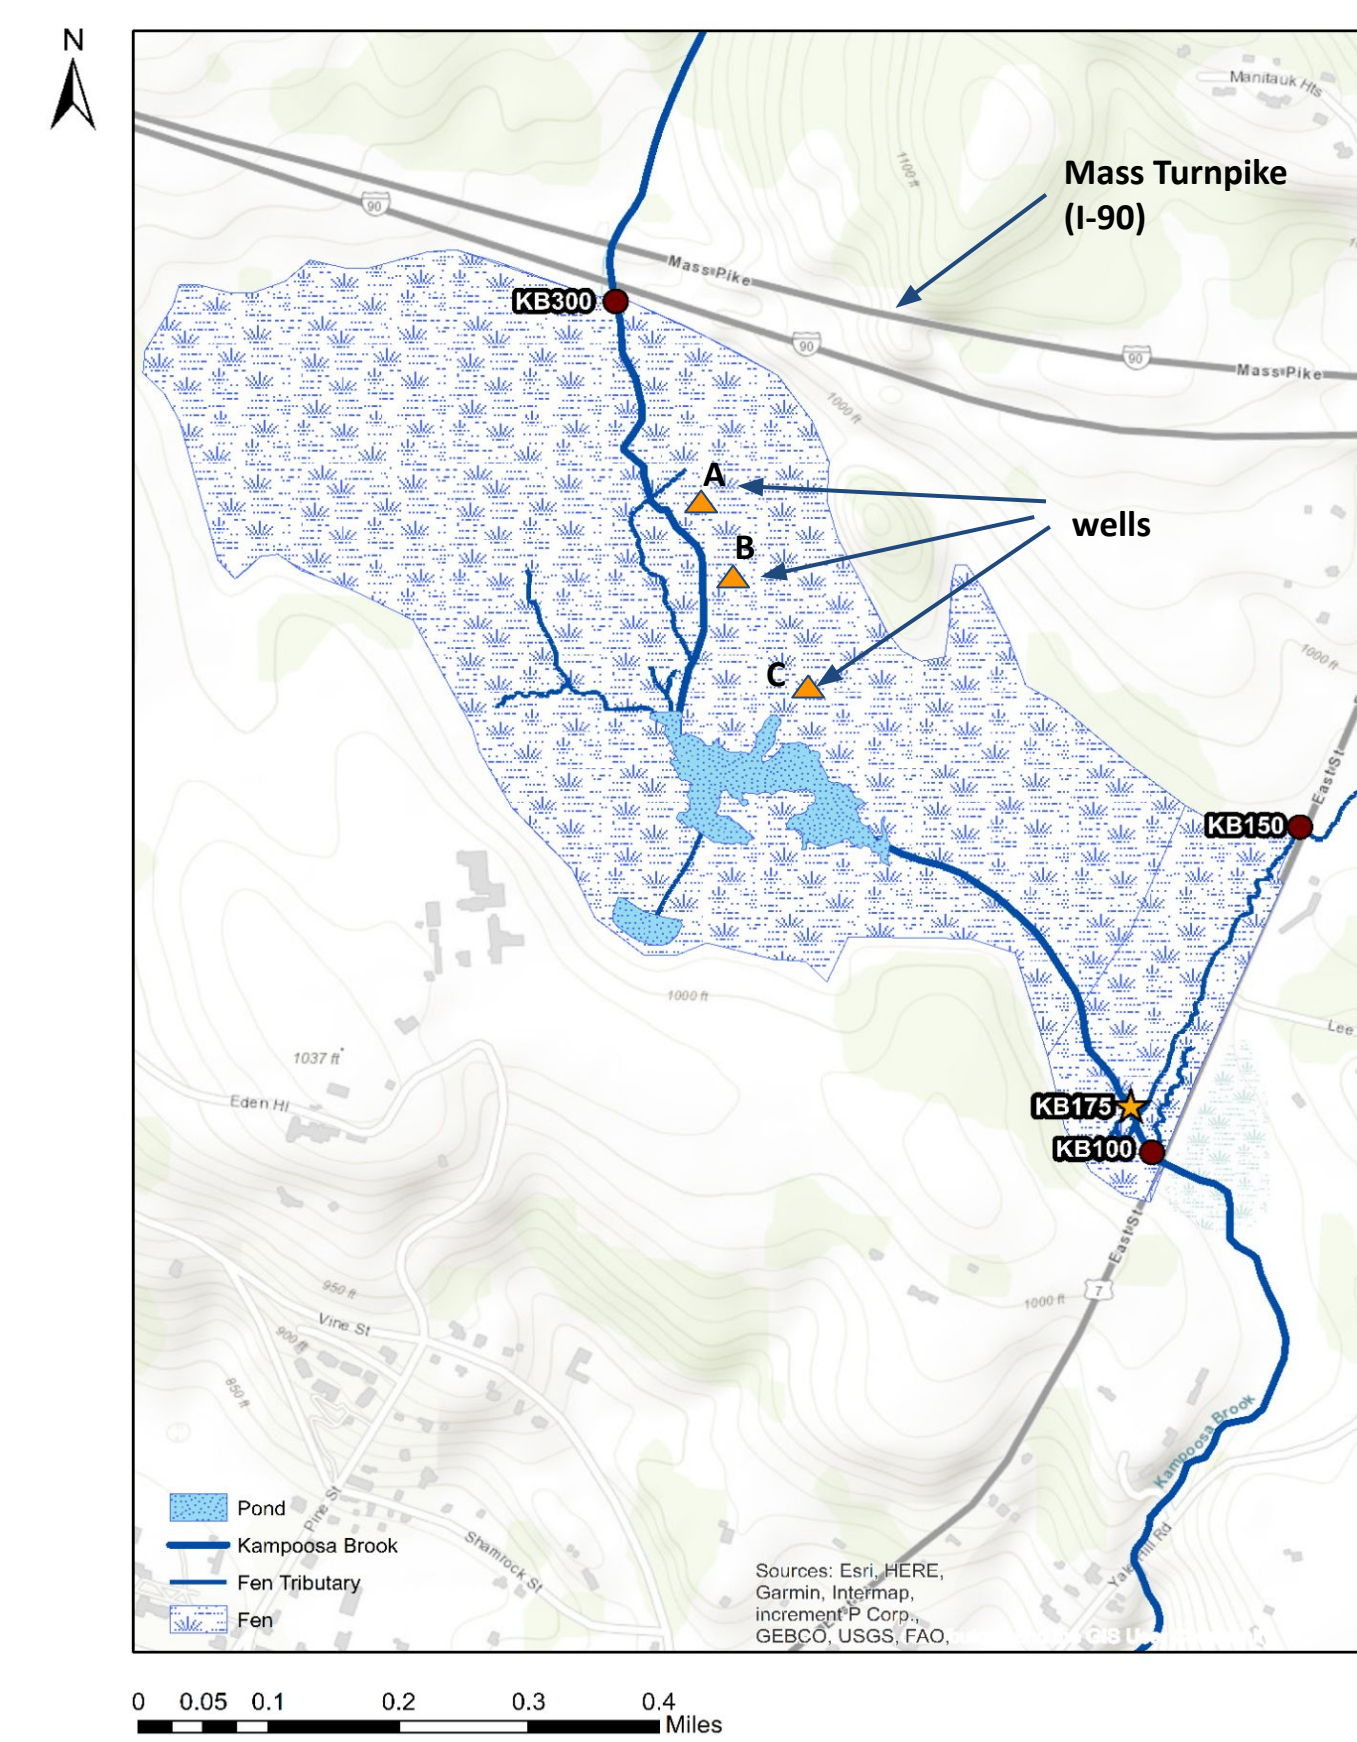 N
Manitauk Hts
1100 ft
Mass Turnpike
(I-90)
90
Mass Pike
KB300
90
90
Mass Pike
1000 ft
A
wells
B
C
1000 ft
East St
KB150
1000 ft
Lee
1037 ft
Eden Hl
KB175
KB100
East St
7
1000 ft
950 ft
Vine St
900 ft
850 ft
Kampoosa Brook
Pine St
Shamrock St
Hill Rd
Pond
Kampoosa Brook
Fen Tributary
Fen
Sources: Esri, HERE,
Garmin, Intermap,
increment P Corp.,
GEBCO, USGS, FAO,
GIS
0 0.05 0.1 0.2 0.3 0.4
Miles